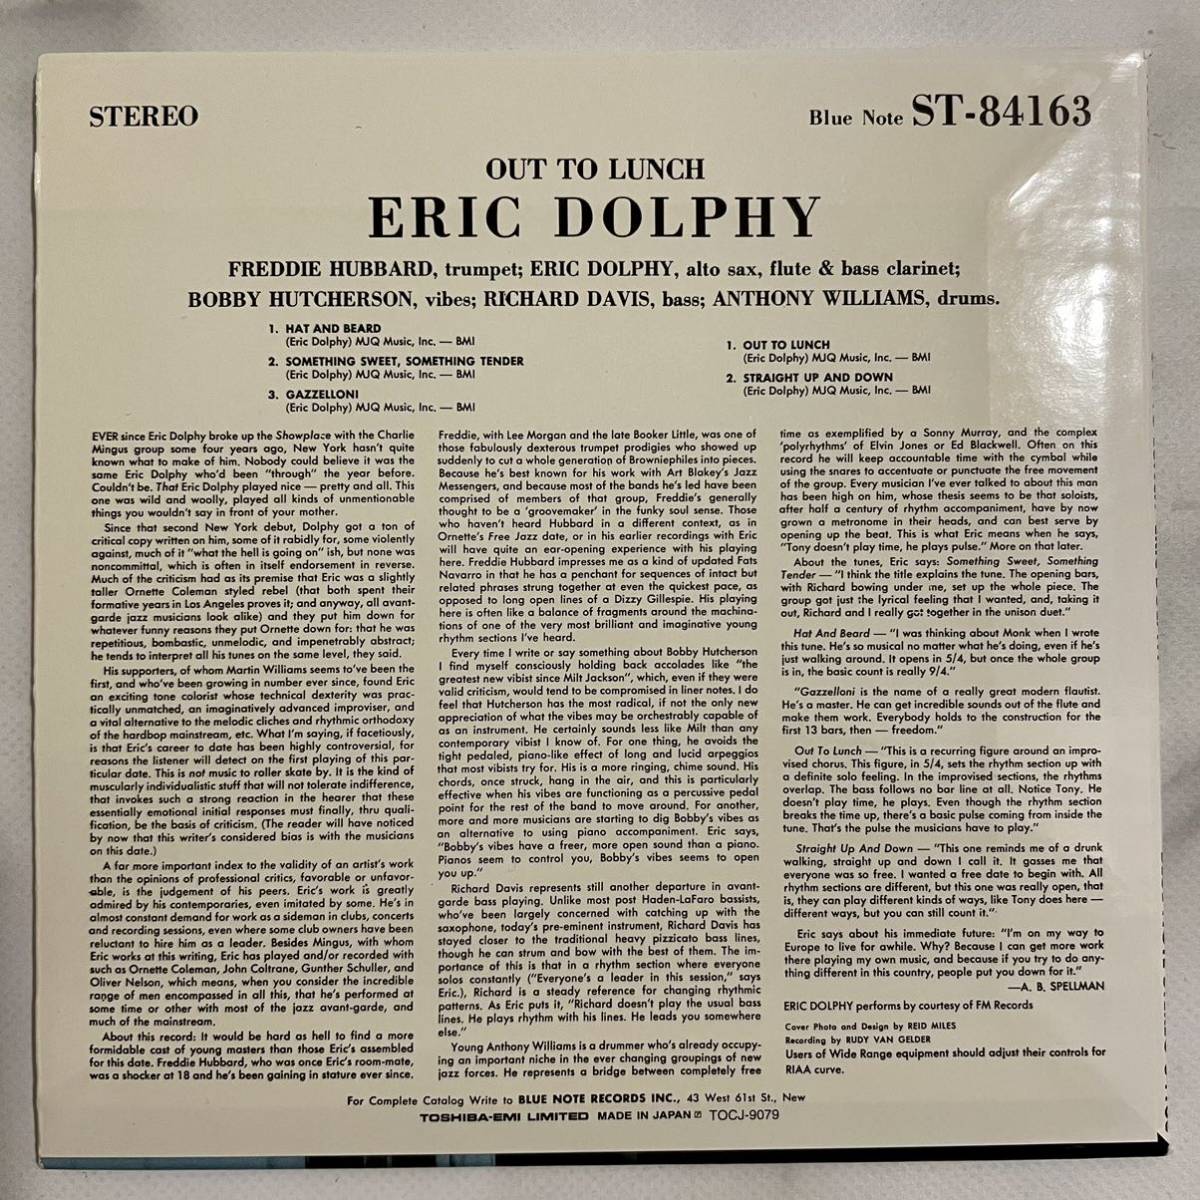 STEREO
Blue Note ST-84163
OUT TO LUNCH
ERIC DOLPHY
FREDDIE HUBBARD, trumpet; ERIC DOLPHY, alto sax, flute & bass clarinet;
BOBBY HUTCHERSON, vibes; RICHARD DAVIS, bass; ANTHONY WILLIAMS, drums.
1. HAT AND BEARD
(Eric Dolphy) MJQ Music, Inc. — BMI
2. SOMETHING SWEET, SOMETHING TENDER
(Eric Dolphy) MJQ Music, Inc. — BMI
3. GAZZELLONI
(Eric Dolphy) MJQ Music, Inc. — BMI
1. OUT TO LUNCH
(Eric Dolphy) MJQ Music, Inc. — BMI
2. STRAIGHT UP AND DOWN
(Eric Dolphy) MJQ Music, Inc. — BMI
EVER since Eric Dolphy broke up the Showplace with the Charlie
Mingus group some four years ago, New York hasn't quite
known what to make of him. Nobody could believe it was the
same Eric Dolphy who'd been "through" the year before.
Couldn't be. That Eric Dolphy played nice — pretty and all. This
one was wild and woolly, played all kinds of unmentionable
things you wouldn't say in front of your mother.
Since that second New York debut, Dolphy got a ton of
critical copy written on him, some of it rabidly for, some violently
against, much of it "what the hell is going on" ish, but none was
noncommittal, which is often in itself endorsement in reverse.
Much of the criticism had as its premise that Eric was a slightly
taller Ornette Coleman styled rebel (that both spent their
formative years in Los Angeles proves it; and anyway, all avant-
garde jazz musicians look alike) and they put him down for
whatever funny reasons they put Ornette down for: that he was
repetitious, bombastic, unmelodic, and impenetrably abstract;
he tends to interpret all his tunes on the same level, they said.
His supporters, of whom Martin Williams seems to've been the
first, and who've been growing in number ever since, found Eric
an exciting tone colorist whose technical dexterity was prac-
tically unmatched, an imaginatively advanced improviser, and
a vital alternative to the melodic cliches and rhythmic orthodoxy
of the hardbop mainstream, etc. What I'm saying, if facetiously,
is that Eric's career to date has been highly controversial, for
reasons the listener will detect on the first playing of this par-
ticular date. This is not music to roller skate by. It is the kind of
muscularly individualistic stuff that will not tolerate indifference,
that invokes such a strong reaction in the hearer that these
essentially emotional initial responses must finally, thru quali-
fication, be the basis of criticism. (The reader will have noticed
by now that this writer's considered bias is with the musicians
on this date.)
A far more important index to the validity of an artist's work
than the opinions of professional critics, favorable or unfavor-
able, is the judgement of his peers. Eric's work is greatly
admired by his contemporaries, even imitated by some. He's in
almost constant demand for work as a sideman in clubs, concerts
and recording sessions, even where some club owners have been
reluctant to hire him as a leader. Besides Mingus, with whom
Eric works at this writing, Eric has played and/or recorded with
such as Ornette Coleman, John Coltrane, Gunther Schuller, and
Oliver Nelson, which means, when you consider the incredible
range of men encompassed in all this, that he's performed at
some time or other with most of the jazz avant-garde, and
much of the mainstream.
About this record: It would be hard as hell to find a more
formidable cast of young masters than those Eric's assembled
for this date. Freddie Hubbard, who was once Eric's room-mate,
was a shocker at 18 and he's been gaining in stature ever since.
Freddie, with Lee Morgan and the late Booker Little, was one of
those fabulously dexterous trumpet prodigies who showed up
suddenly to cut a whole generation of Browniephiles into pieces.
Because he's best known for his work with Art Blakey's Jazz
Messengers, and because most of the bands he's led have been
comprised of members of that group, Freddie's generally
thought to be a 'groovemaker' in the funky soul sense. Those
who haven't heard Hubbard in a different context, as in
Ornette's Free Jazz date, or in his earlier recordings with Eric
will have quite an ear-opening experience with his playing
here. Freddie Hubbard impresses me as a kind of updated Fats
Navarro in that he has a penchant for sequences of intact but
related phrases strung together at even the quickest pace, as
opposed to long open lines of a Dizzy Gillespie. His playing
here is often like a balance of fragments around the machina-
tions of one of the very most brilliant and imaginative young
rhythm sections I've heard.
Every time I write or say something about Bobby Hutcherson
I find myself consciously holding back accolades like "the
greatest new vibist since Milt Jackson", which, even if they were
valid criticism, would tend to be compromised in liner notes. I do
feel that Hutcherson has the most radical, if not the only new
appreciation of what the vibes may be orchestrably capable of
as an instrument. He certainly sounds less like Milt than any
contemporary vibist I know of. For one thing, he avoids the
tight pedaled, piano-like effect of long and lucid arpeggios
that most vibists try for. His is a more ringing, chime sound. His
chords, once struck, hang in the air, and this is particularly
effective when his vibes are functioning as a percussive pedal
point for the rest of the band to move around. For another,
more and more musicians are starting to dig Bobby's vibes as
an alternative to using piano accompaniment. Eric says,
"Bobby's vibes have a freer, more open sound than a piano.
Pianos seem to control you, Bobby's vibes seems to open
you up."
Richard Davis represents still another departure in avant-
garde bass playing. Unlike most post Haden-LaFaro bassists,
who've been largely concerned with catching up with the
saxophone, today's pre-eminent instrument, Richard Davis has
stayed closer to the traditional heavy pizzicato bass lines,
though he can strum and bow with the best of them. The im-
portance of this is that in a rhythm section where everyone
solos constantly ("Everyone's a leader in this session," says
Eric.), Richard is a steady reference for changing rhythmic
patterns. As Eric puts it, "Richard doesn't play the usual bass
lines. He plays rhythm with his lines. He leads you somewhere
else."
Young Anthony Williams is a drummer who's already occupy-
ing an important niche in the ever changing groupings of new
jazz forces. He represents a bridge between completely free
time as exemplified by a Sonny Murray, and the complex
'polyrhythms' of Elvin Jones or Ed Blackwell. Often on this
record he will keep accountable time with the cymbal while
using the snares to accentuate or punctuate the free movement
of the group. Every musician I've ever talked to about this man
has been high on him, whose thesis seems to be that soloists,
after half a century of rhythm accompaniment, have by now
grown a metronome in their heads, and can best serve by
opening up the beat. This is what Eric means when he says,
"Tony doesn't play time, he plays pulse." More on that later.
About the tunes, Eric says: Something Sweet, Something
Tender — "I think the title explains the tune. The opening bars,
with Richard bowing under me, set up the whole piece. The
group got just the lyrical feeling that I wanted, and, taking it
out, Richard and I really got together in the unison duet."
Hat And Beard — "I was thinking about Monk when I wrote
this tune. He's so musical no matter what he's doing, even if he's
just walking around. It opens in 5/4, but once the whole group
is in, the basic count is really 9/4."
"Gazzelloni is the name of a really great modern flautist.
He's a master. He can get incredible sounds out of the flute and
make them work. Everybody holds to the construction for the
first 13 bars, then — freedom."
Out To Lunch — "This is a recurring figure around an impro-
vised chorus. This figure, in 5/4, sets the rhythm section up with
a definite solo feeling. In the improvised sections, the rhythms
overlap. The bass follows no bar line at all. Notice Tony. He
doesn't play time, he plays. Even though the rhythm section
breaks the time up, there's a basic pulse coming from inside the
tune. That's the pulse the musicians have to play."
Straight Up And Down — "This one reminds me of a drunk
walking, straight up and down I call it. It gasses me that
everyone was so free. I wanted a free date to begin with. All
rhythm sections are different, but this one was really open, that
is, they can play different kinds of ways, like Tony does here —
different ways, but you can still count it."
Eric says about his immediate future: "I'm on my way to
Europe to live for awhile. Why? Because I can get more work
there playing my own music, and because if you try to do any-
thing different in this country, people put you down for it."
—A. B. SPELLMAN
ERIC DOLPHY performs by courtesy of FM Records
Cover Photo and Design by REID MILES
Recording by RUDY VAN GELDER
Users of Wide Range equipment should adjust their controls for
RIAA curve.
For Complete Catalog Write to BLUE NOTE RECORDS INC., 43 West 61st St., New
TOSHIBA-EMI LIMITED MADE IN JAPAN TOCJ-9079